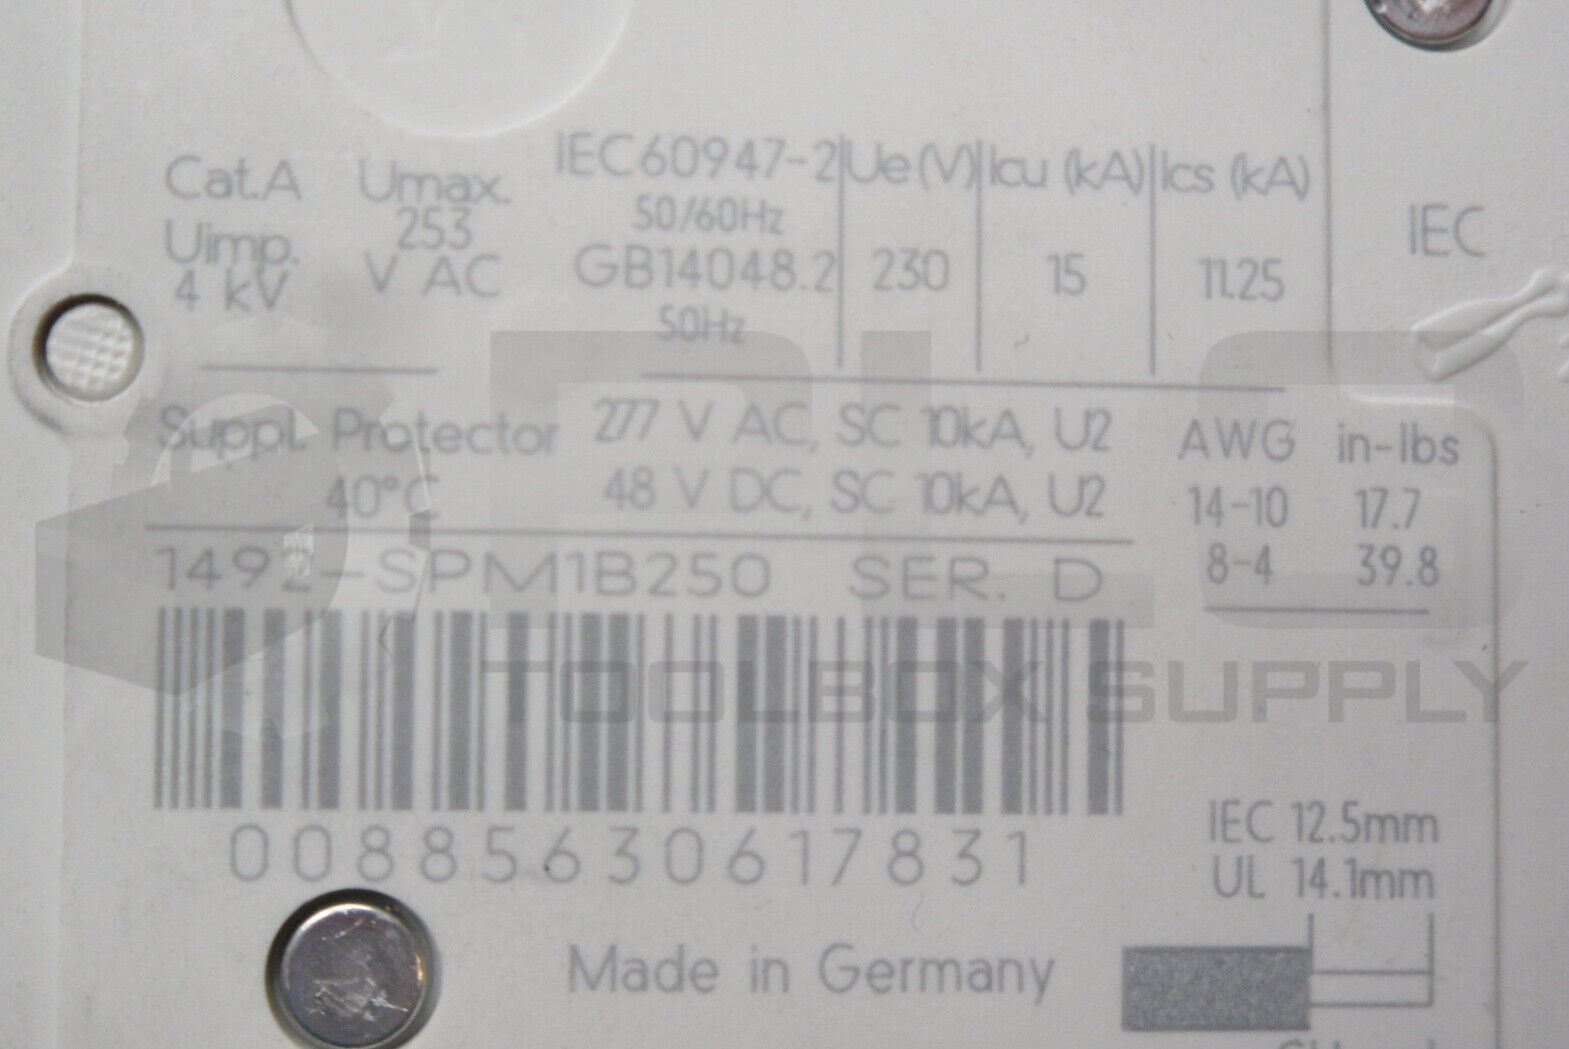 Cat.A
Uimp.
4 kV
Umax.
253
V AC
IEC60947-2
50/60Hz
GB14048.2
50Hz
Ue (V)
230
Icu (kA)
15
Ics (kA)
11.25
IEC
Suppl. Protector
40°C
277 V AC, SC 10kA, U2
48 V DC, SC 10kA, U2
AWG in-lbs
14-10 17.7
8-4 39.8
1492-SPM1B250 SER. D
TOOLBOX SUPPLY
00885630617831
IEC 12.5mm
UL 14.1mm
Made in Germany